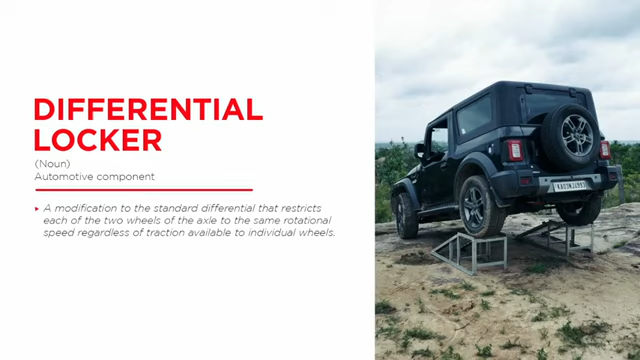 DIFFERENTIAL
LOCKER
(Noun)
Automotive component
A modification to the standard differential that restricts
each of the two wheels of the axle to the same rotational
speed regardless of traction available to individual wheels.